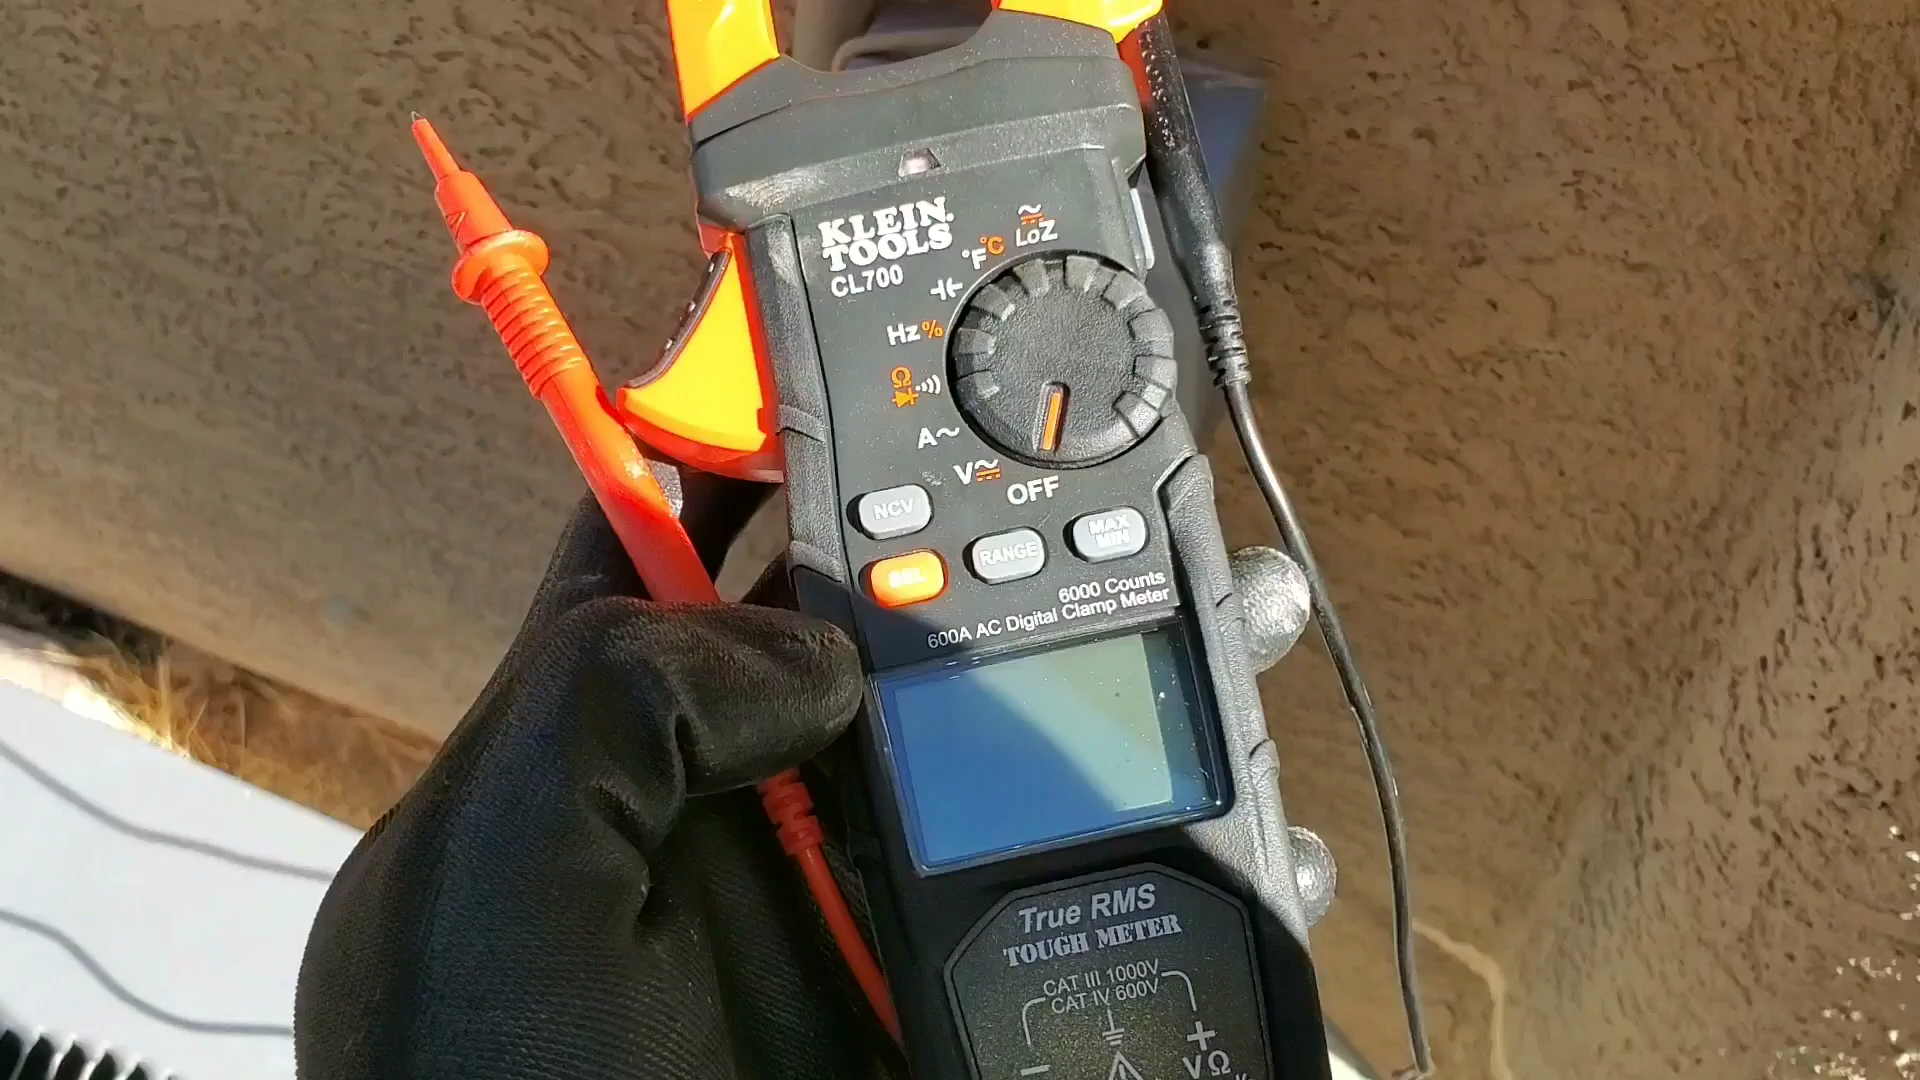 KLEIN
TOOLS
CL700
LoZ
°F°C
Hz%
Ω
A~
V
OFF
NCV
RANGE
MAX
MIN
SEL
6000 Counts
600A AC Digital Clamp Meter
True RMS
TOUGH METER
CAT III 1000V
CAT IV 600V
− +
VΩ